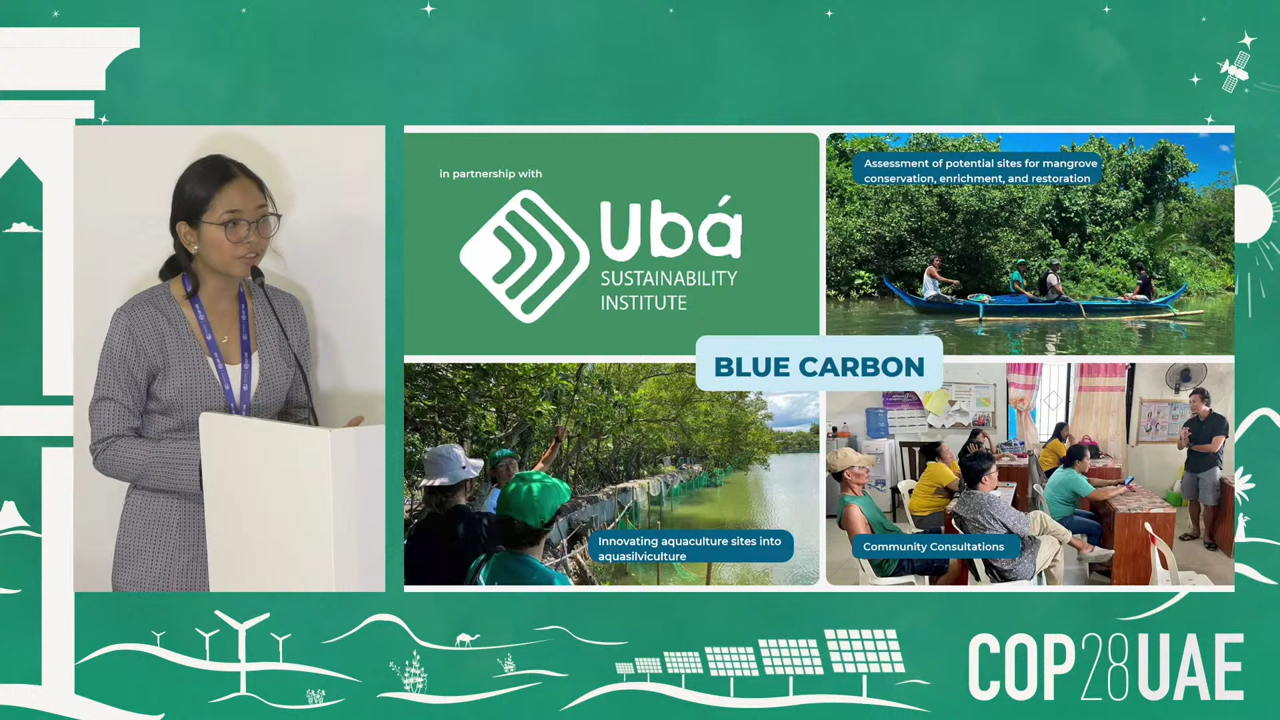 in partnership with
Ubá
SUSTAINABILITY
INSTITUTE
Assessment of potential sites for mangrove
conservation, enrichment, and restoration
BLUE CARBON
Innovating aquaculture sites into
aquasilviculture
Community Consultations
COP28UAE